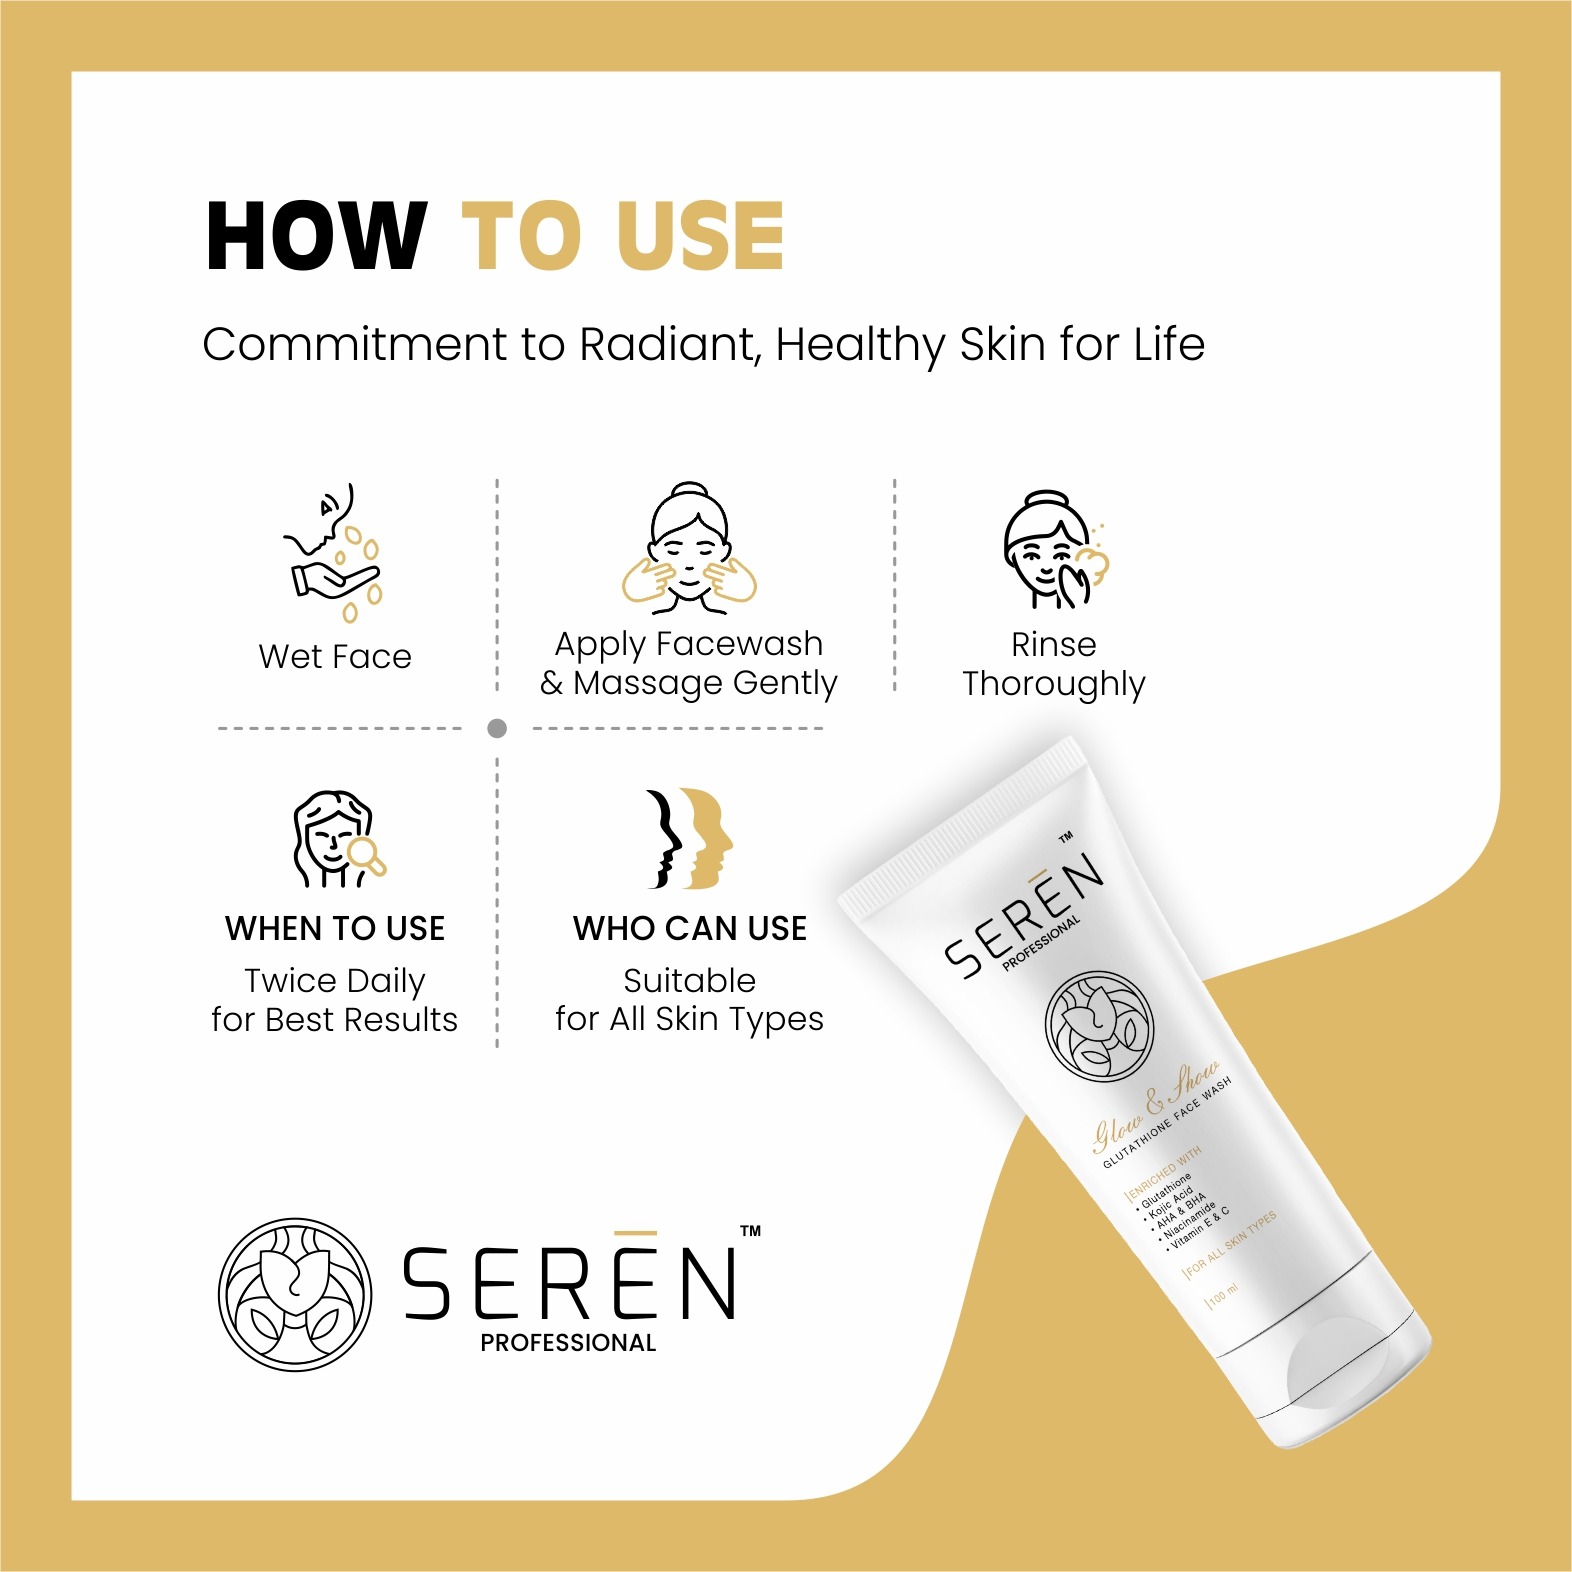 HOW TO USE
Commitment to Radiant, Healthy Skin for Life
Wet Face
Apply Facewash
& Massage Gently
Rinse
Thoroughly
WHEN TO USE
Twice Daily
for Best Results
WHO CAN USE
Suitable
for All Skin Types
SERĒN™
PROFESSIONAL
Glow & Show
GLUTATHIONE FACE WASH
|ENRICHED WITH
• Glutathione
• Kojic Acid
• AHA & BHA
• Niacinamide
• Vitamin E & C
|FOR ALL SKIN TYPES
|100 ml
SERĒN™
PROFESSIONAL